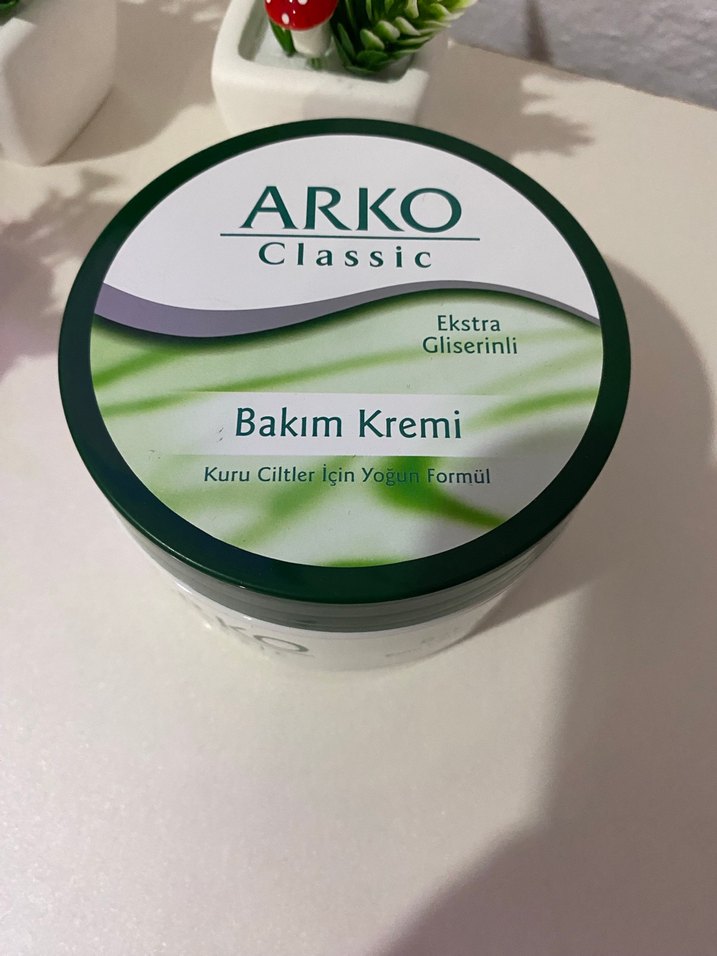 ARKO
Classic
Ekstra
Gliserinli
Bakım Kremi
Kuru Ciltler İçin Yoğun Formül